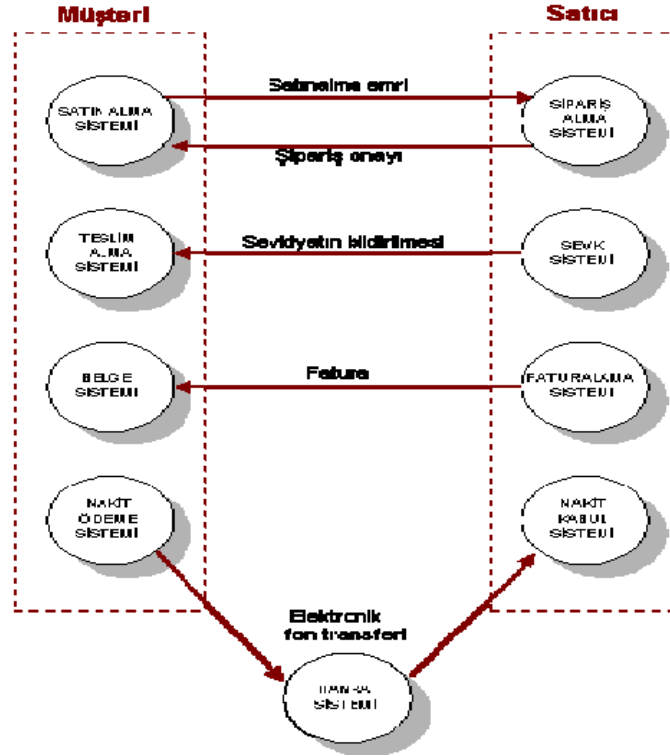 Müşteri
Satıcı
SATIN ALMA
SİSTEMİ
Satınalma emri
SİPARİŞ
ALMA
SİSTEMİ
Şipariş onayı
TESLİM
ALMA
SİSTEMİ
Sevkiyatın bildirilmesi
SEVK
SİSTEMİ
BELGE
SİSTEMİ
Fatura
FATURALAMA
SİSTEMİ
NAKİT
ÖDEME
SİSTEMİ
NAKİT
KABUL
SİSTEMİ
Elektronik
fon transferi
BANKA
SİSTEMİ